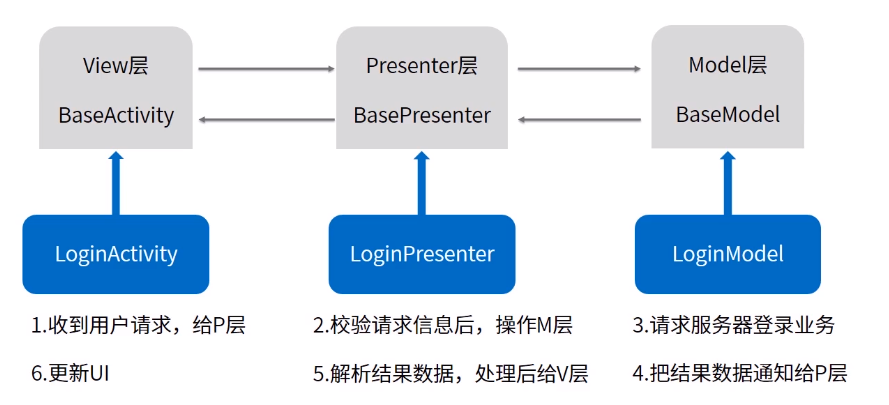 View层
Presenter层
Model层
BaseActivity
BasePresenter
BaseModel
LoginActivity
LoginPresenter
LoginModel
1.收到用户请求，给P层
2.校验请求信息后，操作M层
3.请求服务器登录业务
6.更新UI
5.解析结果数据，处理后给V层
4.把结果数据通知给P层